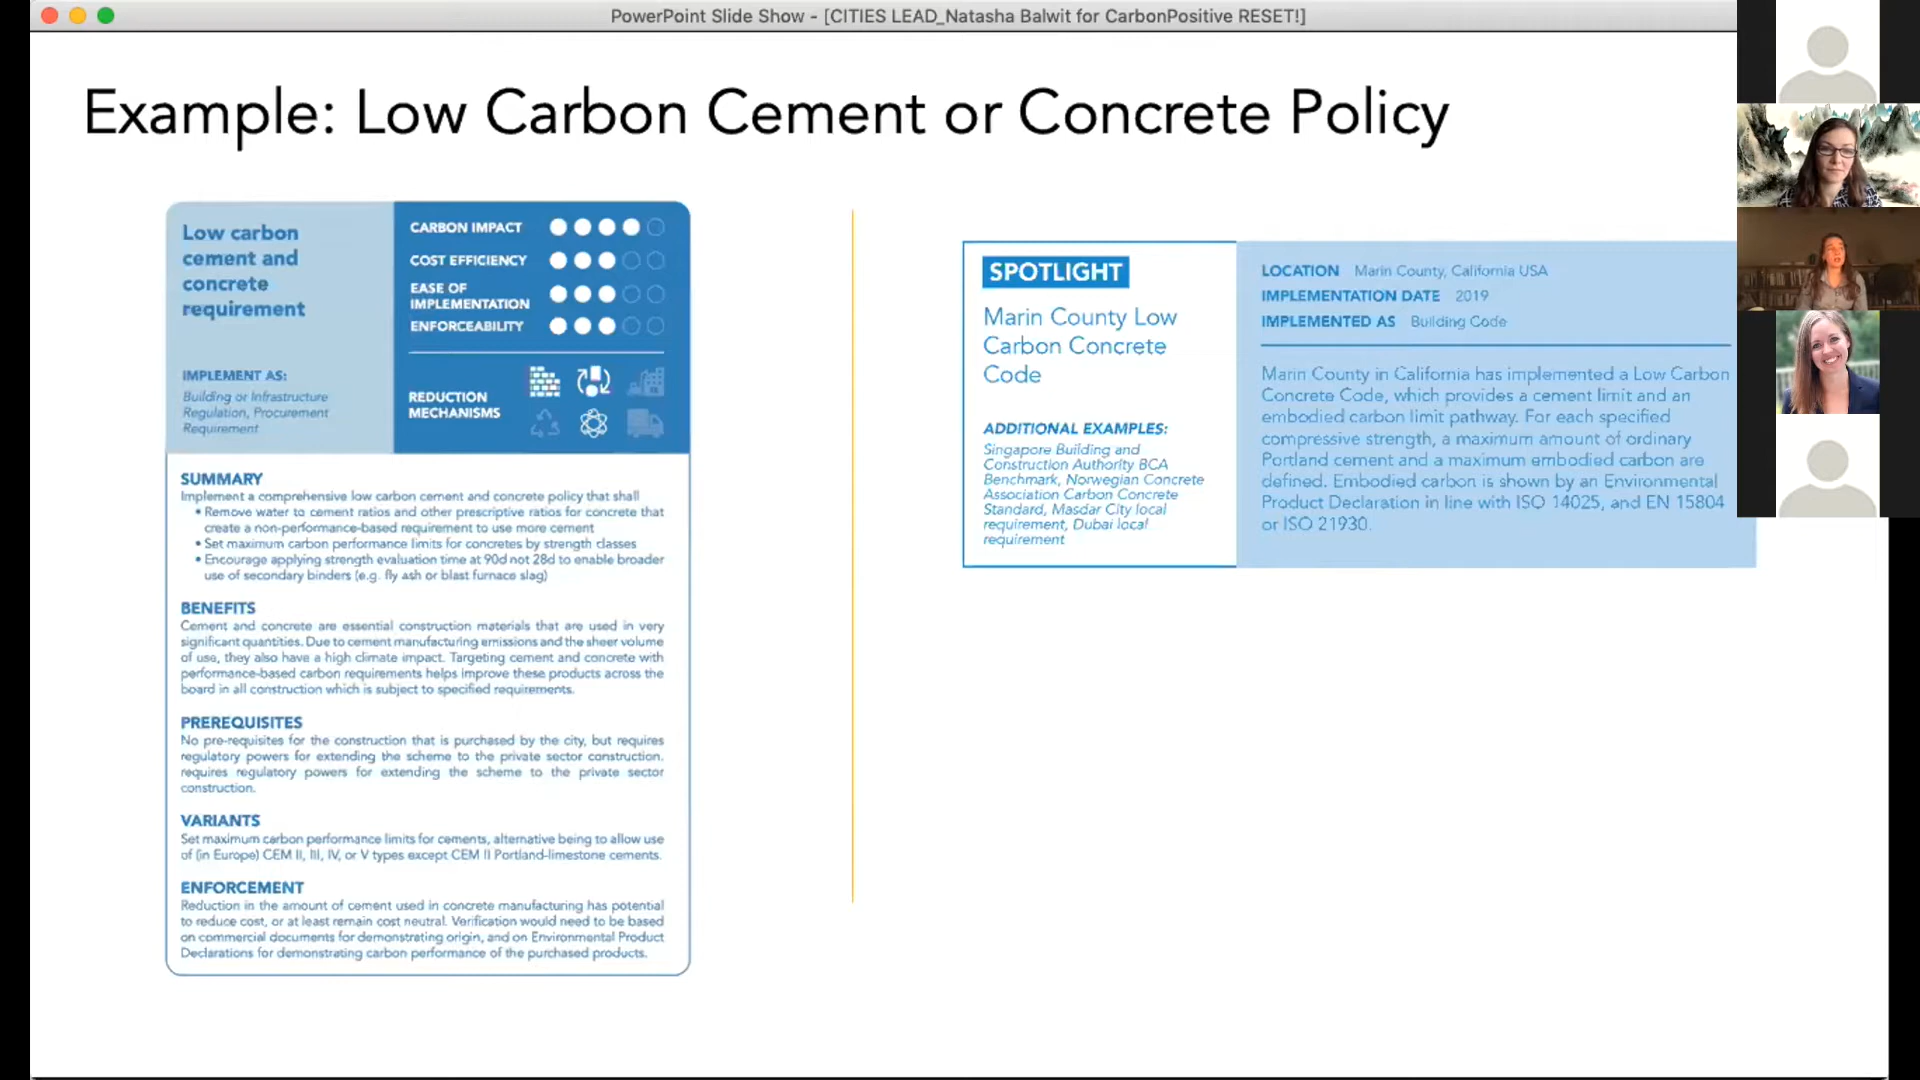 PowerPoint Slide Show - [CITIES LEAD_Natasha Balwit for CarbonPositive RESET!]
Example: Low Carbon Cement or Concrete Policy
Low carbon
cement and
concrete
requirement
IMPLEMENT AS:
Building or Infrastructure
Regulation, Procurement
Requirement
CARBON IMPACT
COST EFFICIENCY
EASE OF
IMPLEMENTATION
ENFORCEABILITY
REDUCTION
MECHANISMS
SUMMARY
Implement a comprehensive low carbon cement and concrete policy that shall
• Remove water to cement ratios and other prescriptive ratios for concrete that
create a non-performance-based requirement to use more cement
• Set maximum carbon performance limits for concretes by strength classes
• Encourage applying strength evaluation time at 90d not 28d to enable broader
use of secondary binders (e.g. fly ash or blast furnace slag)
BENEFITS
Cement and concrete are essential construction materials that are used in very
significant quantities. Due to cement manufacturing emissions and the sheer volume
of use, they also have a high climate impact. Targeting cement and concrete with
performance-based carbon requirements helps improve these products across the
board in all construction which is subject to specified requirements.
PREREQUISITES
No pre-requisites for the construction that is purchased by the city, but requires
regulatory powers for extending the scheme to the private sector construction.
requires regulatory powers for extending the scheme to the private sector
construction.
VARIANTS
Set maximum carbon performance limits for cements, alternative being to allow use
of (in Europe) CEM II, III, IV, or V types except CEM II Portland-limestone cements.
ENFORCEMENT
Reduction in the amount of cement used in concrete manufacturing has potential
to reduce cost, or at least remain cost neutral. Verification would need to be based
on commercial documents for demonstrating origin, and on Environmental Product
Declarations for demonstrating carbon performance of the purchased products.
SPOTLIGHT
Marin County Low
Carbon Concrete
Code
ADDITIONAL EXAMPLES:
Singapore Building and
Construction Authority BCA
Benchmark, Norwegian Concrete
Association Carbon Concrete
Standard, Masdar City local
requirement, Dubai local
requirement
LOCATION Marin County, California USA
IMPLEMENTATION DATE 2019
IMPLEMENTED AS Building Code
Marin County in California has implemented a Low Carbon
Concrete Code, which provides a cement limit and an
embodied carbon limit pathway. For each specified
compressive strength, a maximum amount of ordinary
Portland cement and a maximum embodied carbon are
defined. Embodied carbon is shown by an Environmental
Product Declaration in line with ISO 14025, and EN 15804
or ISO 21930.